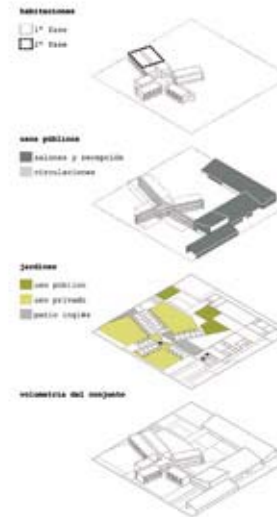 habitaciones
1ª Fase
2ª Fase
usos públicos
salones y recepción
circulaciones
jardines
uso público
uso privado
patio inglés
volumetría del conjunto